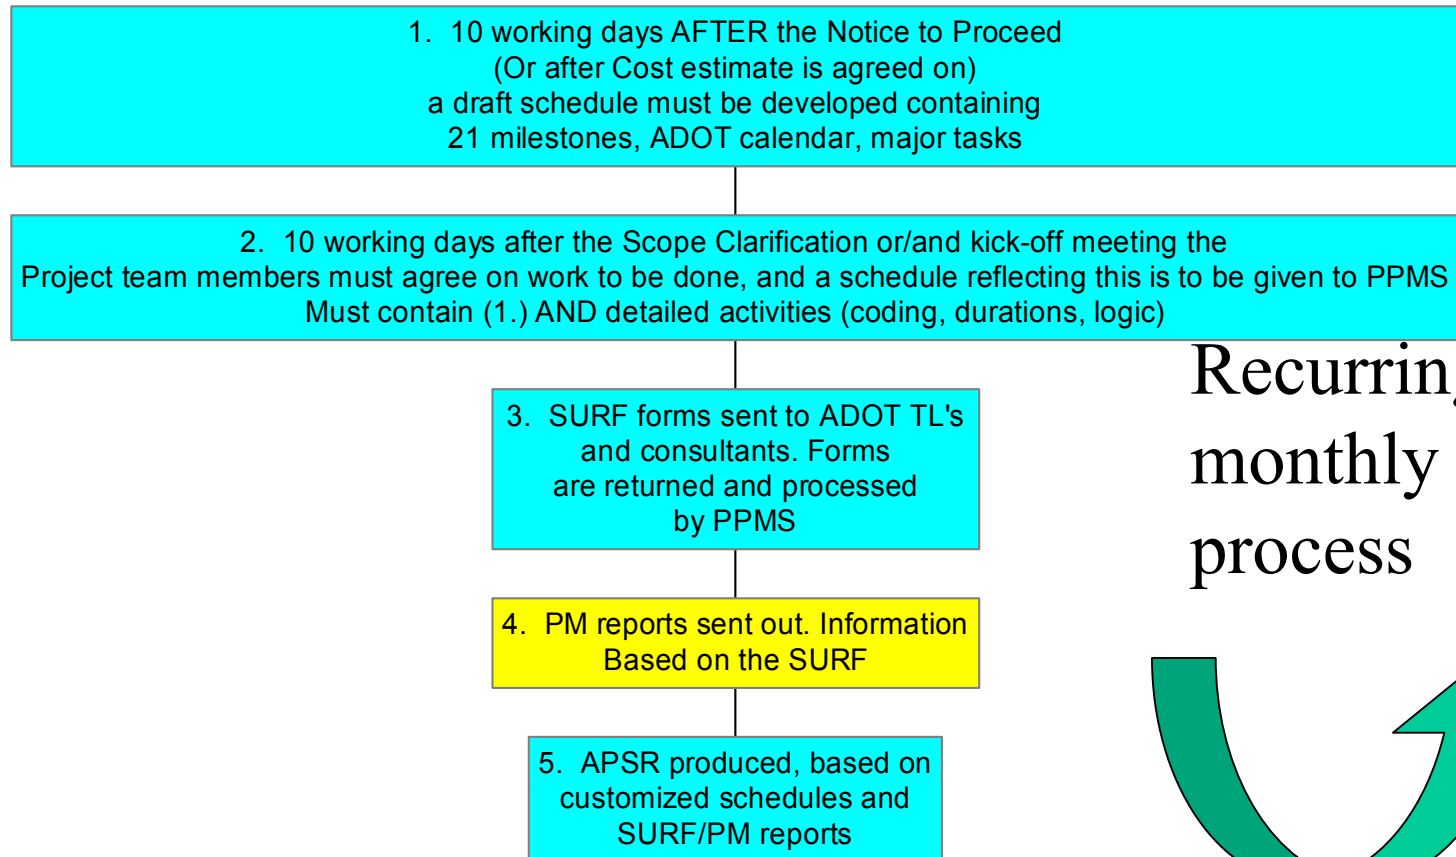 1. 10 working days AFTER the Notice to Proceed
(Or after Cost estimate is agreed on)
a draft schedule must be developed containing
21 milestones, ADOT calendar, major tasks
2. 10 working days after the Scope Clarification or/and kick-off meeting the
Project team members must agree on work to be done, and a schedule reflecting this is to be given to PPMS
Must contain (1.) AND detailed activities (coding, durations, logic)
3. SURF forms sent to ADOT TL's
and consultants. Forms
are returned and processed
by PPMS
4. PM reports sent out. Information
Based on the SURF
5. APSR produced, based on
customized schedules and
SURF/PM reports
Recurring
monthly
process